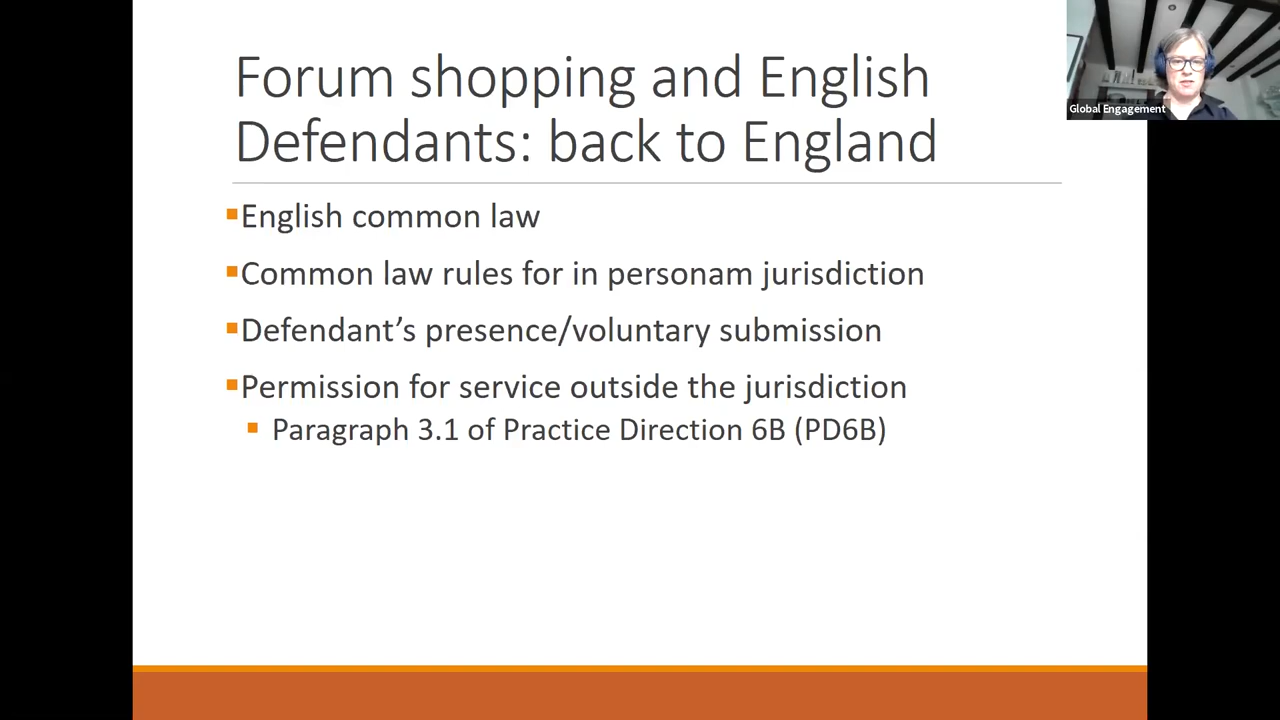 Forum shopping and English
Defendants: back to England
English common law
Common law rules for in personam jurisdiction
Defendant’s presence/voluntary submission
Permission for service outside the jurisdiction
Paragraph 3.1 of Practice Direction 6B (PD6B)
Global Engagement